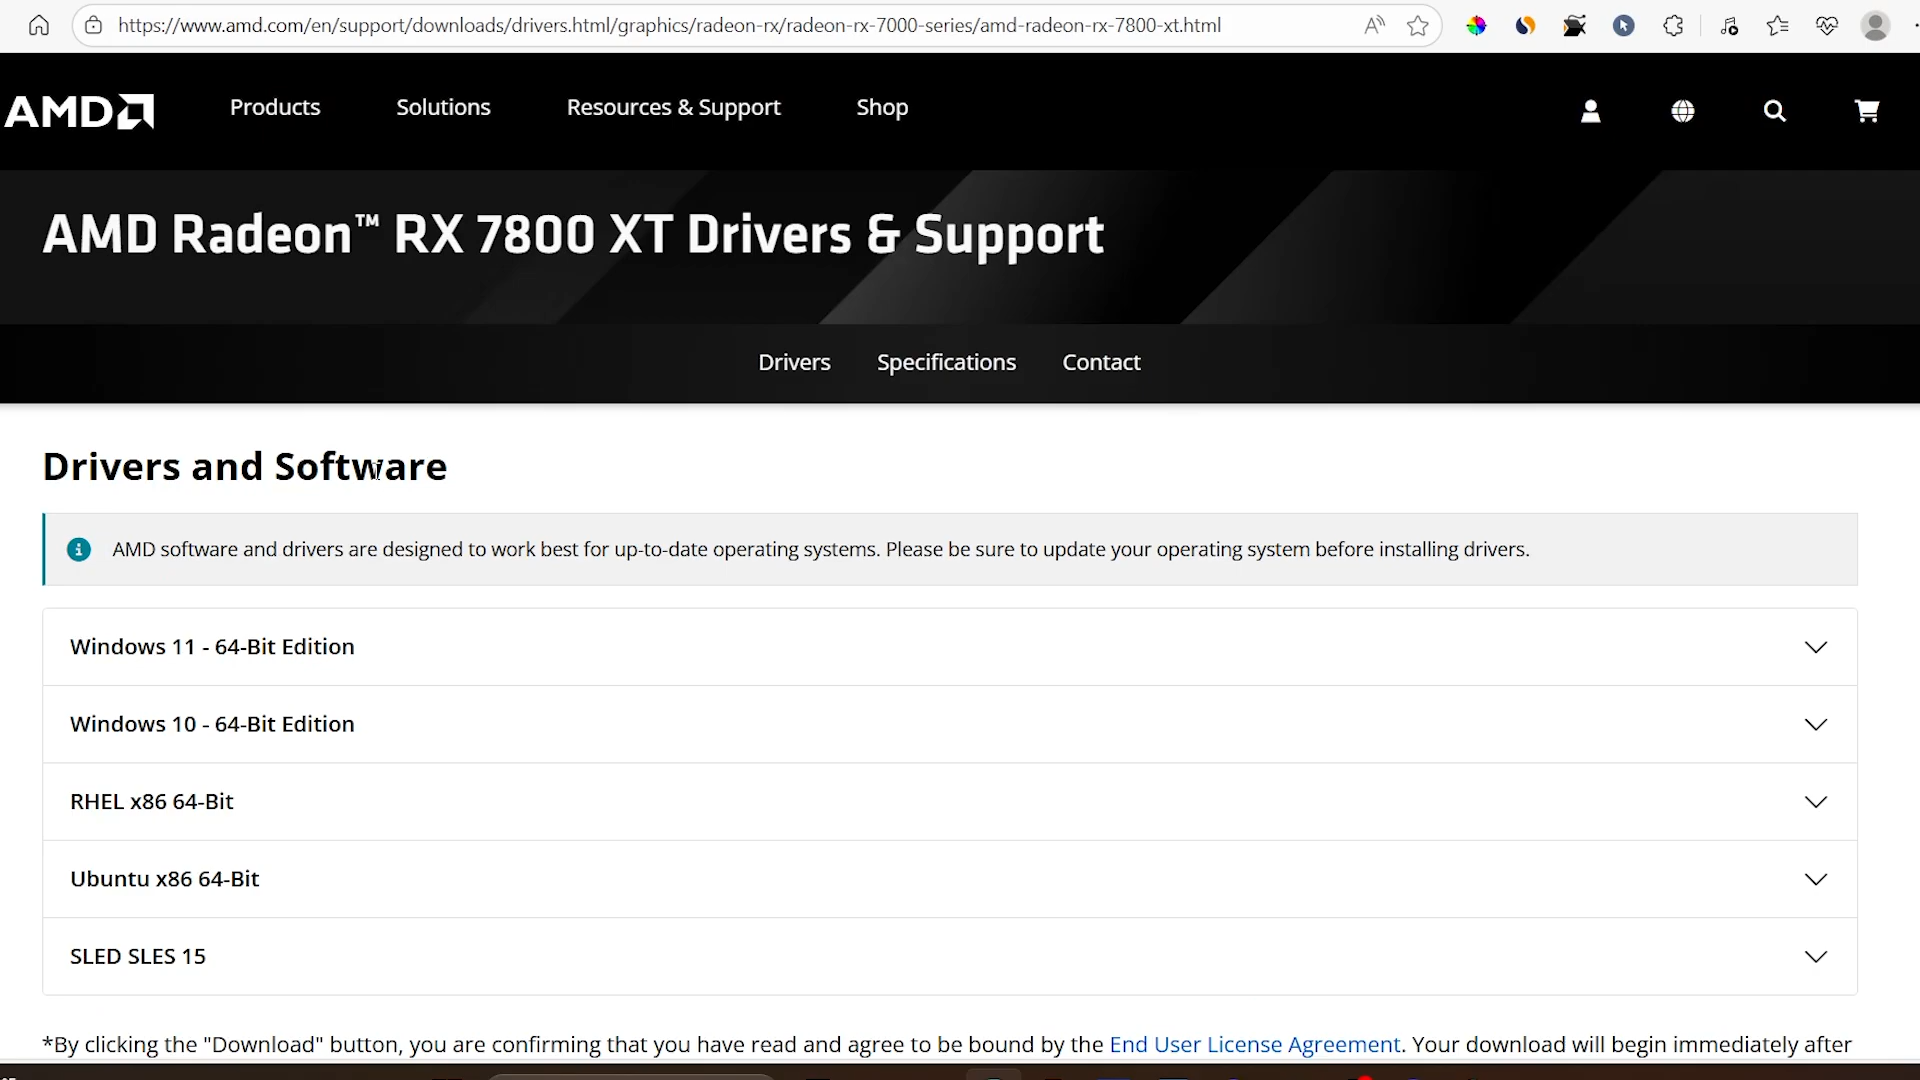 https://www.amd.com/en/support/downloads/drivers.html/graphics/radeon-rx/radeon-rx-7000-series/amd-radeon-rx-7800-xt.html
AMD Products Solutions Resources & Support Shop
AMD Radeon™ RX 7800 XT Drivers & Support
Drivers Specifications Contact
Drivers and Software
AMD software and drivers are designed to work best for up-to-date operating systems. Please be sure to update your operating system before installing drivers.
Windows 11 - 64-Bit Edition
Windows 10 - 64-Bit Edition
RHEL x86 64-Bit
Ubuntu x86 64-Bit
SLED SLES 15
*By clicking the "Download" button, you are confirming that you have read and agree to be bound by the End User License Agreement. Your download will begin immediately after